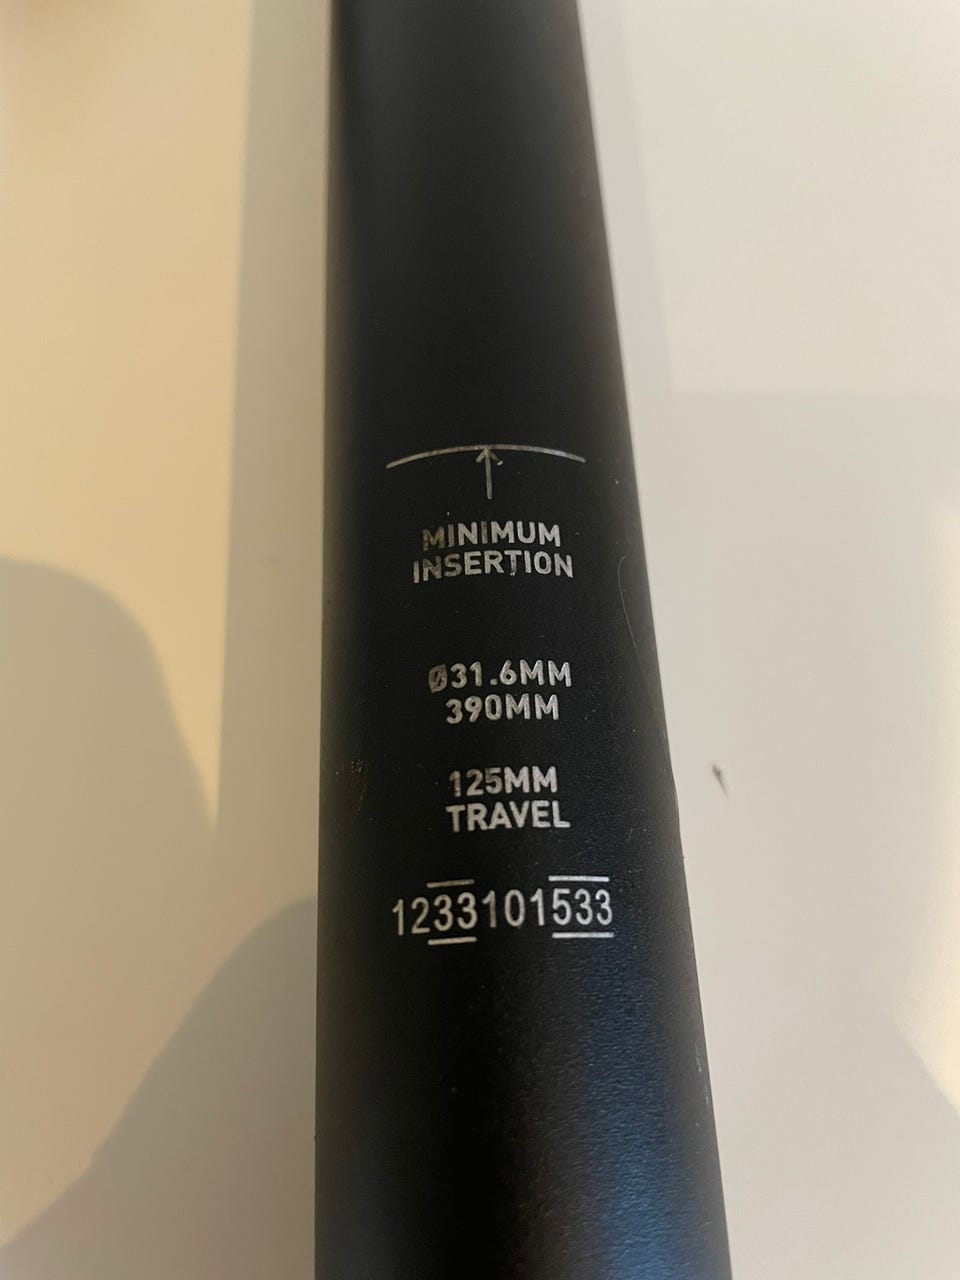 MINIMUM
INSERTION
Ø31.6MM
390MM
125MM
TRAVEL
1233101533